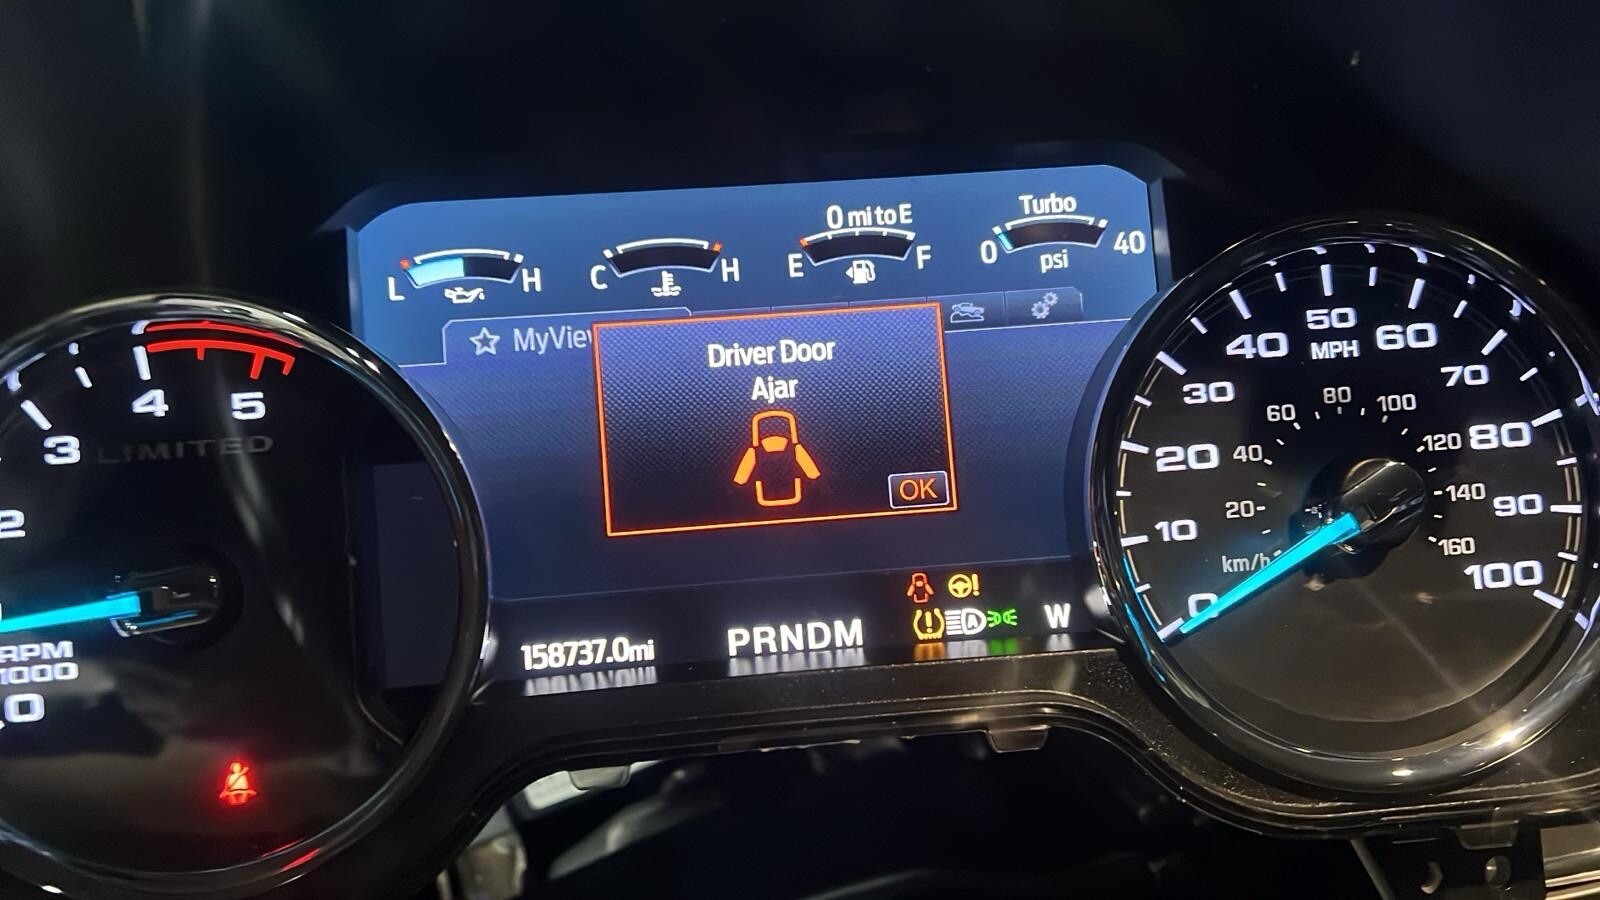 0 mi to E
Turbo
L H
C H
E F
0 40
psi
MyView
Driver Door
Ajar
OK
158737.0mi
PRNDM
W
2 3 4 5
LIMITED
RPM
1000
.0
0 10 20 30 40 50 60 70 80 90 100
MPH
20 40 60 80 100 120 140 160
km/h